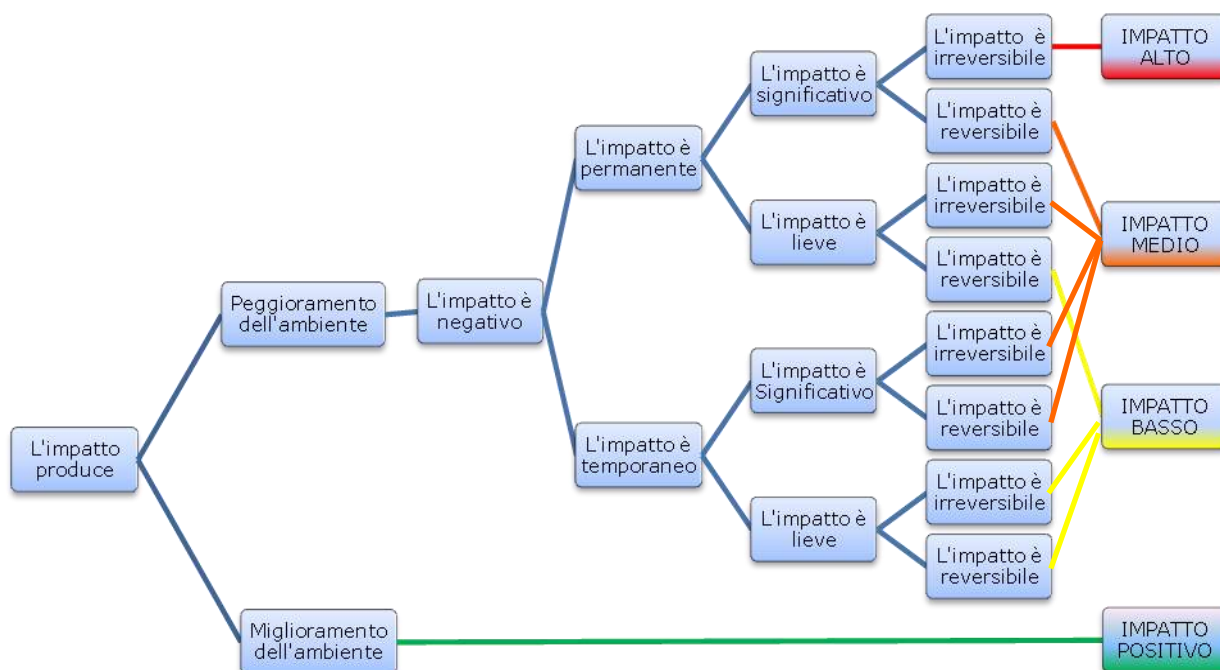 L'impatto è
irreversibile
IMPATTO
ALTO
L'impatto è
significativo
L'impatto è
reversibile
L'impatto è
permanente
L'impatto è
irreversibile
IMPATTO
MEDIO
L'impatto è
lieve
L'impatto è
reversibile
Peggioramento
dell'ambiente
L'impatto è
negativo
L'impatto è
irreversibile
L'impatto è
Significativo
L'impatto è
reversibile
IMPATTO
BASSO
L'impatto
produce
L'impatto è
temporaneo
L'impatto è
irreversibile
L'impatto è
lieve
L'impatto è
reversibile
Miglioramento
dell'ambiente
IMPATTO
POSITIVO